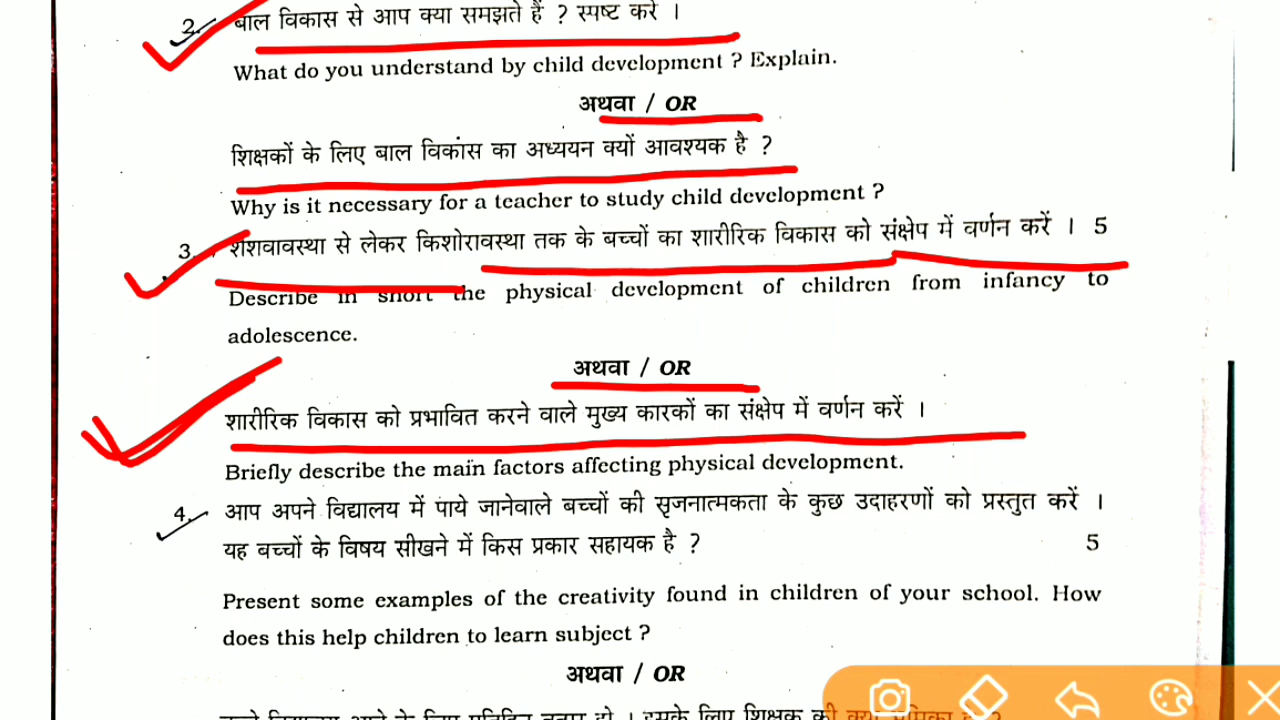 2. बाल विकास से आप क्या समझते हैं ? स्पष्ट करें ।
What do you understand by child development ? Explain.
अथवा / OR
शिक्षकों के लिए बाल विकास का अध्ययन क्यों आवश्यक है ?
Why is it necessary for a teacher to study child development ?
3. शैशवावस्था से लेकर किशोरावस्था तक के बच्चों का शारीरिक विकास को संक्षेप में वर्णन करें । 5
Describe in short the physical development of children from infancy to
adolescence.
अथवा / OR
शारीरिक विकास को प्रभावित करने वाले मुख्य कारकों का संक्षेप में वर्णन करें ।
Briefly describe the main factors affecting physical development.
4. आप अपने विद्यालय में पाये जानेवाले बच्चों की सृजनात्मकता के कुछ उदाहरणों को प्रस्तुत करें ।
यह बच्चों के विषय सीखने में किस प्रकार सहायक है ? 5
Present some examples of the creativity found in children of your school. How
does this help children to learn subject ?
अथवा / OR